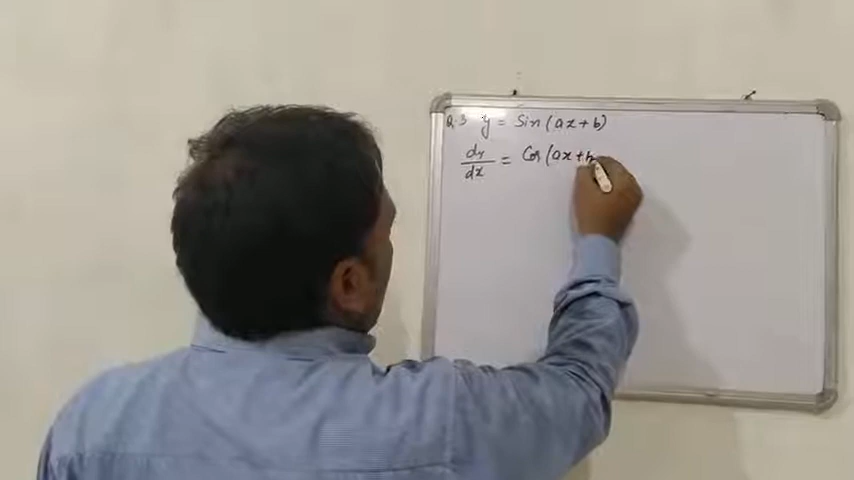 Q.3 y = Sin(ax+b)
dy/dx = Cos(ax+b